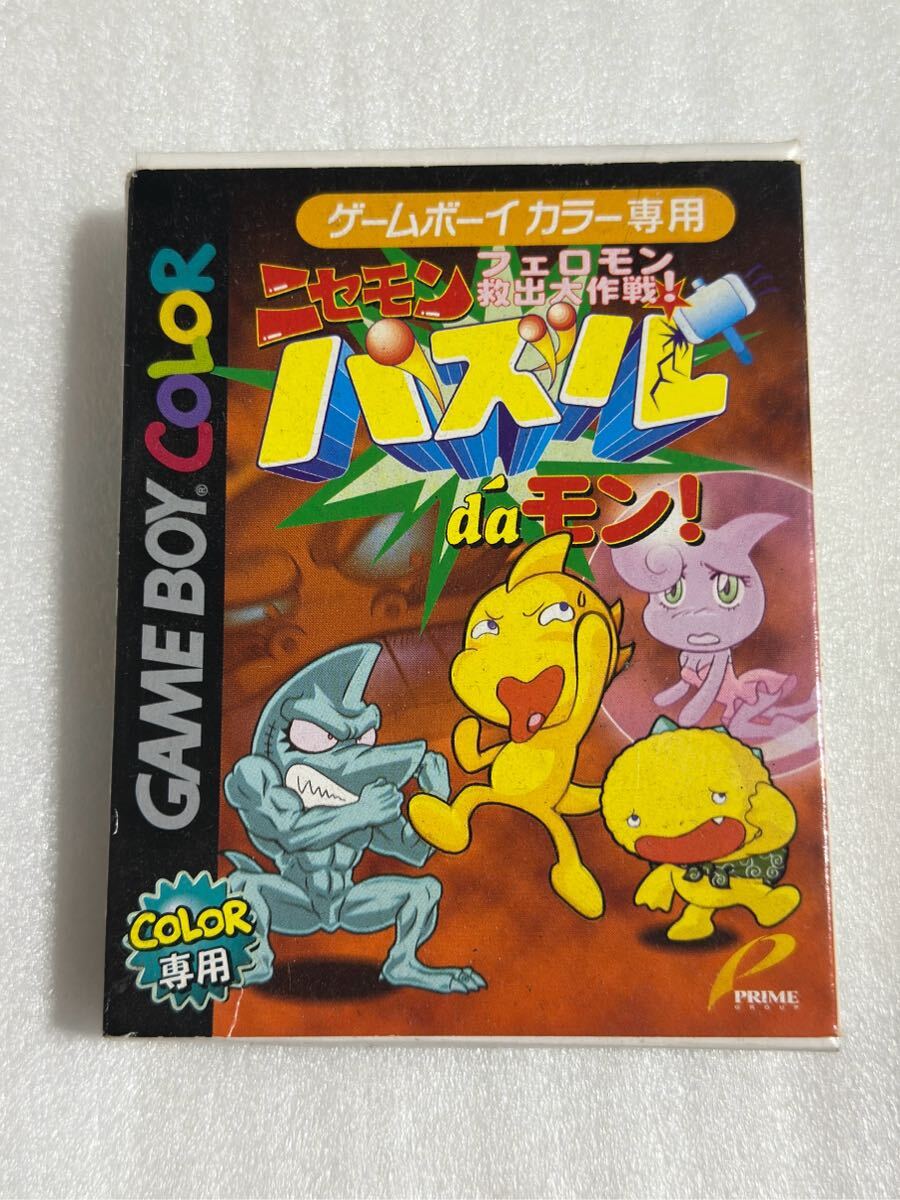 ゲームボーイ カラー専用
ニセモン
フェロモン
救出大作戦!
パズル
dáモン!
GAME BOY® COLOR
COLOR
専用
PRIME
GROUP